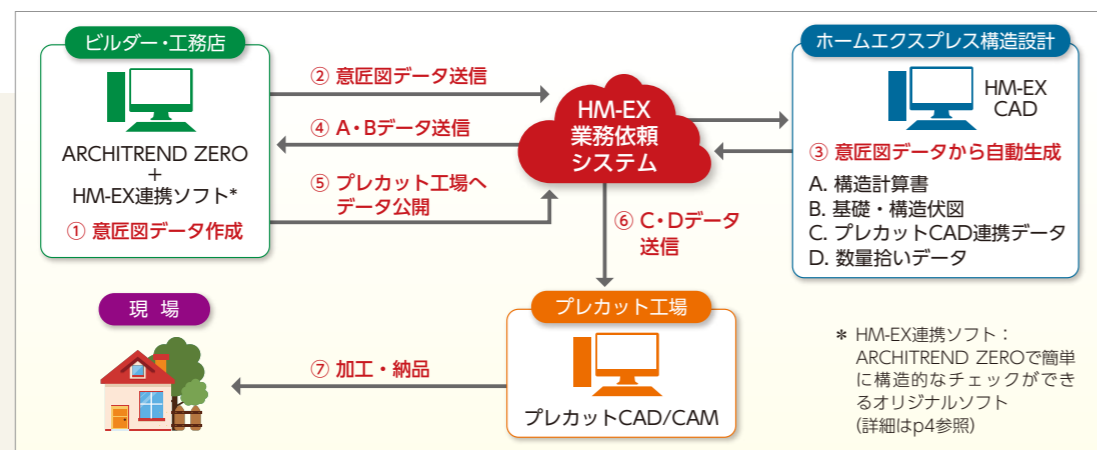 ビルダー・工務店
ARCHITREND ZERO
+
HM-EX連携ソフト*
① 意匠図データ作成
② 意匠図データ送信
④ A・Bデータ送信
⑤ プレカット工場へ
データ公開
HM-EX
業務依頼
システム
ホームエクスプレス構造設計
HM-EX
CAD
③ 意匠図データから自動生成
A. 構造計算書
B. 基礎・構造伏図
C. プレカットCAD連携データ
D. 数量拾いデータ
⑥ C・Dデータ
送信
現 場
⑦ 加工・納品
プレカット工場
プレカットCAD/CAM
* HM-EX連携ソフト：
ARCHITREND ZEROで簡単
に構造的なチェックができ
るオリジナルソフト
(詳細はp4参照)